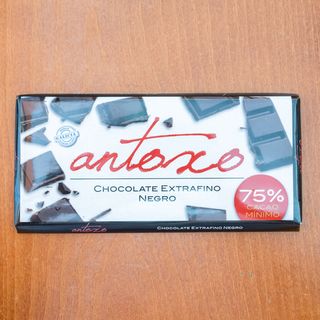 antoxo
CHOCOLATE EXTRAFINO
NEGRO
75%
CACAO
MÍNIMO
antoxo
CHOCOLATE EXTRAFINO NEGRO